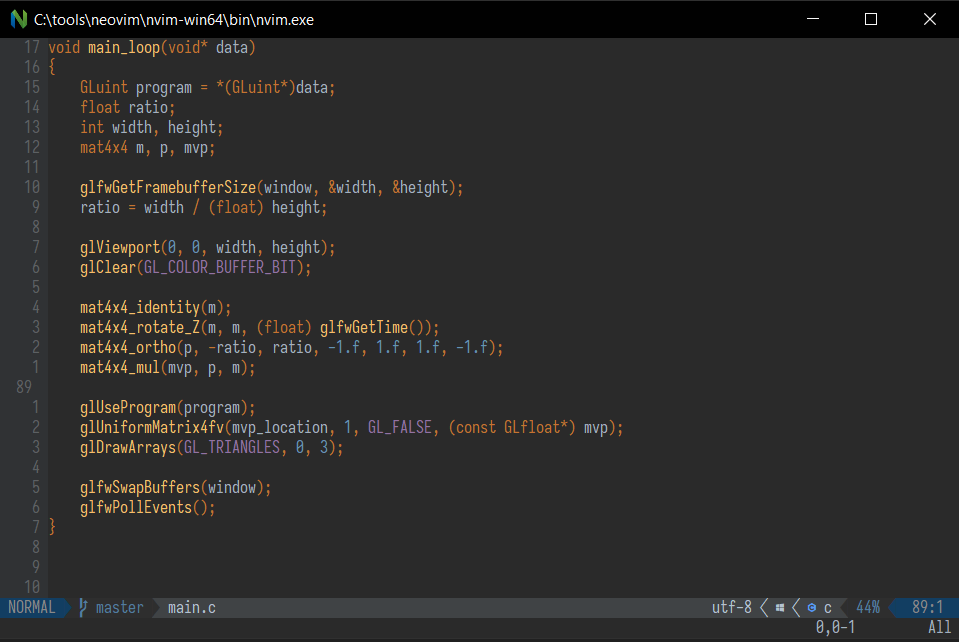 C:\tools\neovim\nvim-win64\bin\nvim.exe
17 void main_loop(void* data)
16 {
15     GLuint program = *(GLuint*)data;
14     float ratio;
13     int width, height;
12     mat4x4 m, p, mvp;
11
10     glfwGetFramebufferSize(window, &width, &height);
9     ratio = width / (float) height;
8
7     glViewport(0, 0, width, height);
6     glClear(GL_COLOR_BUFFER_BIT);
5
4     mat4x4_identity(m);
3     mat4x4_rotate_Z(m, m, (float) glfwGetTime());
2     mat4x4_ortho(p, -ratio, ratio, -1.f, 1.f, 1.f, -1.f);
1     mat4x4_mul(mvp, p, m);
89
1     glUseProgram(program);
2     glUniformMatrix4fv(mvp_location, 1, GL_FALSE, (const GLfloat*) mvp);
3     glDrawArrays(GL_TRIANGLES, 0, 3);
4
5     glfwSwapBuffers(window);
6     glfwPollEvents();
7 }
8
9
10
NORMAL master main.c utf-8 c 44% 89:1
0,0-1 All